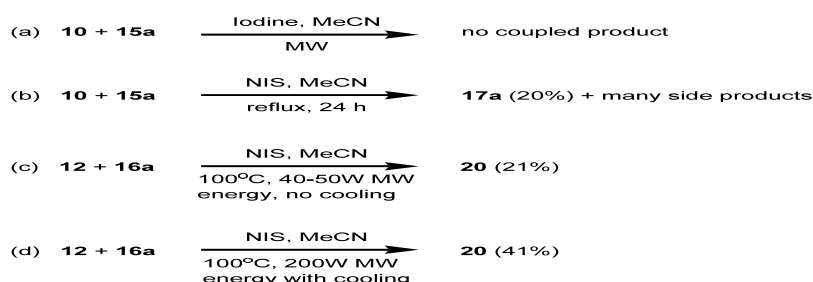 Iodine, MeCN
(a) 10 + 15a no coupled product
MW
NIS, MeCN
(b) 10 + 15a 17a (20%) + many side products
reflux, 24 h
NIS, MeCN
(c) 12 + 16a 20 (21%)
100ºC, 40-50W MW
energy, no cooling
NIS, MeCN
(d) 12 + 16a 20 (41%)
100ºC, 200W MW
energy with cooling